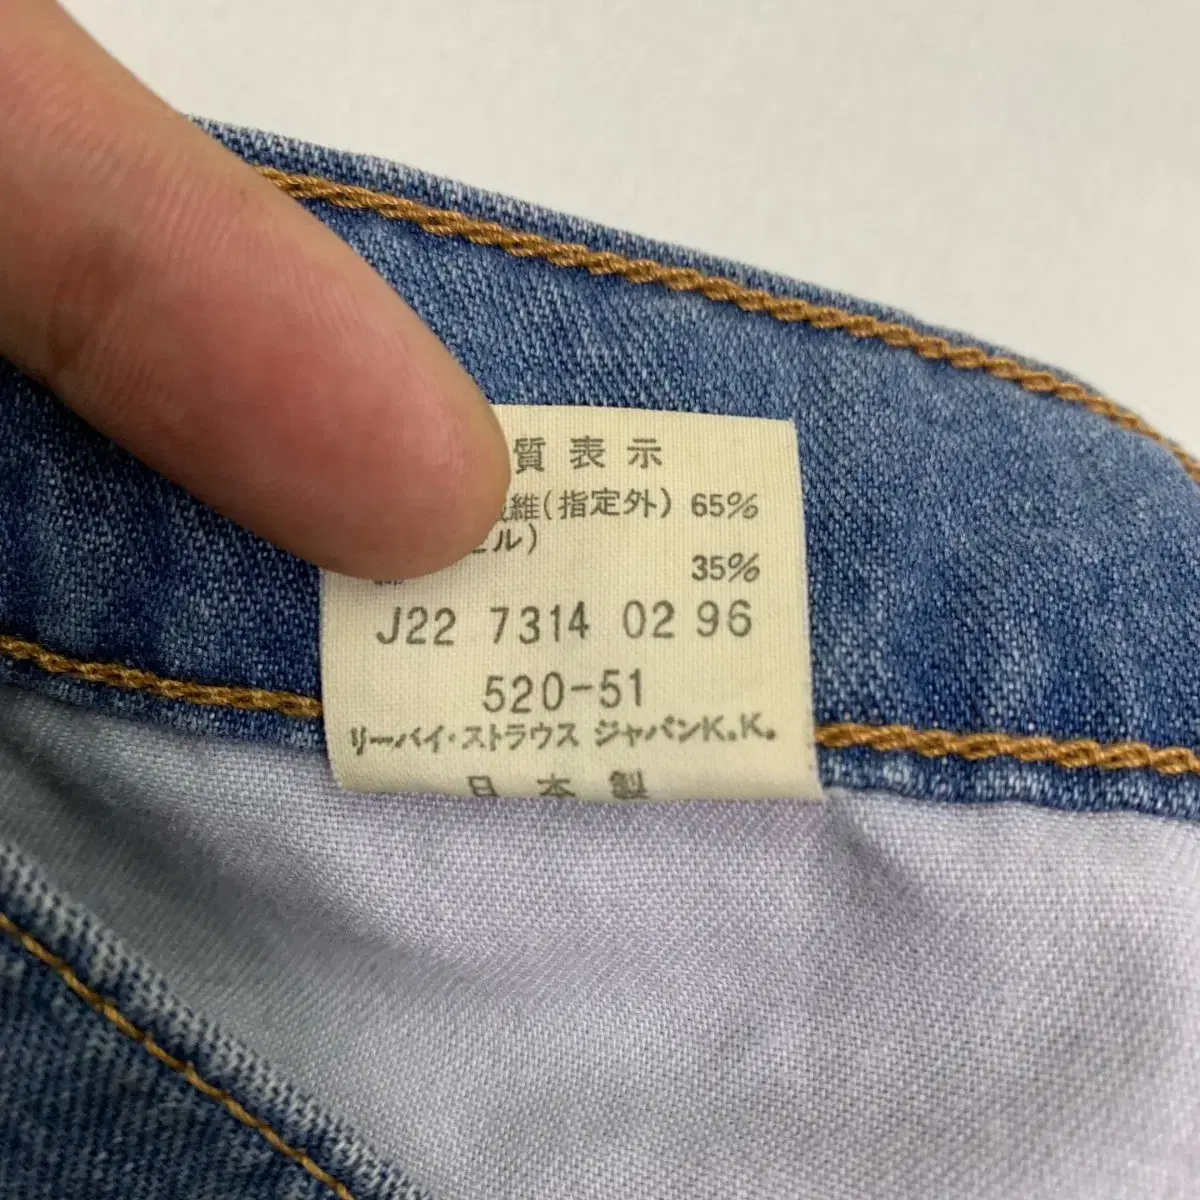 質表示
維(指定外) 65%
ル)
35%
J22 7314 02 96
520-51
リーバイ・ストラウス ジャパンK.K.
日本製